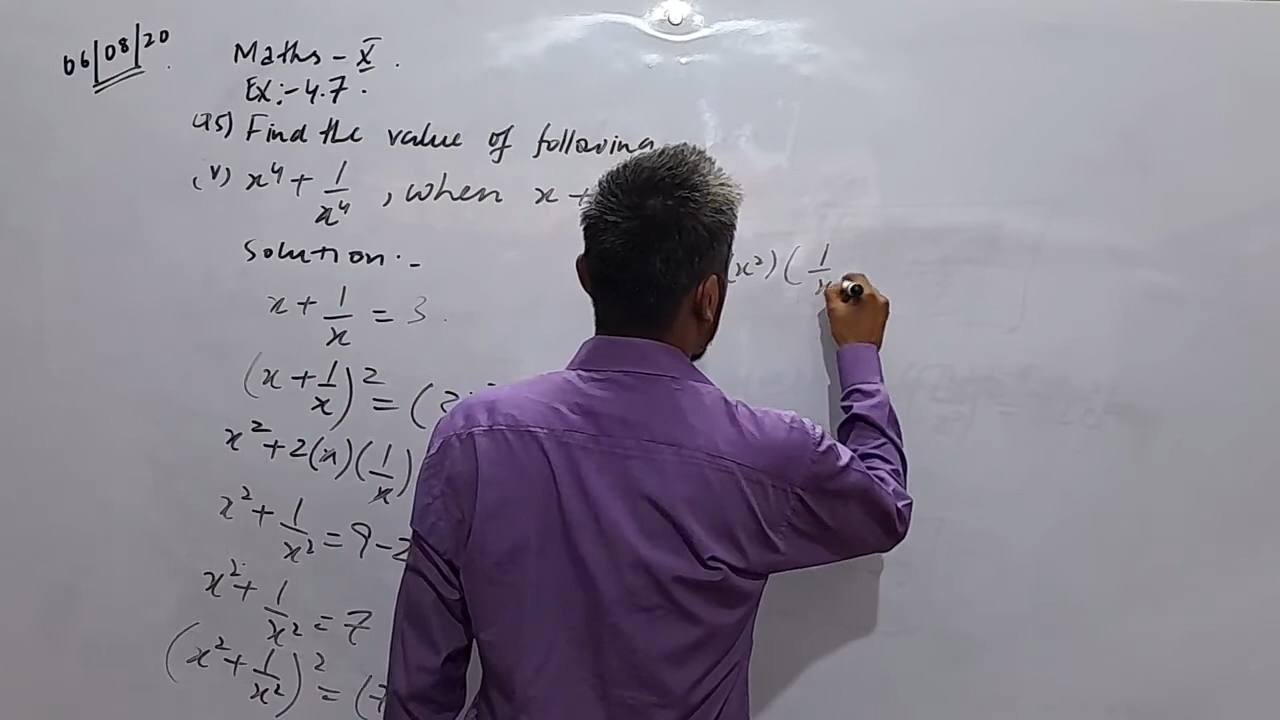 06/08/20
Maths - X.
Ex:- 4.7.
Q5) Find the value of following
(v) x⁴ + 1/x⁴, when x +
Solution:-
x + 1/x = 3.
(x + 1/x)² = (
x² + 2(x)(1/x)
x² + 1/x² = 9 - 2
x² + 1/x² = 7
(x² + 1/x²)² = (7
(x²)(1/x